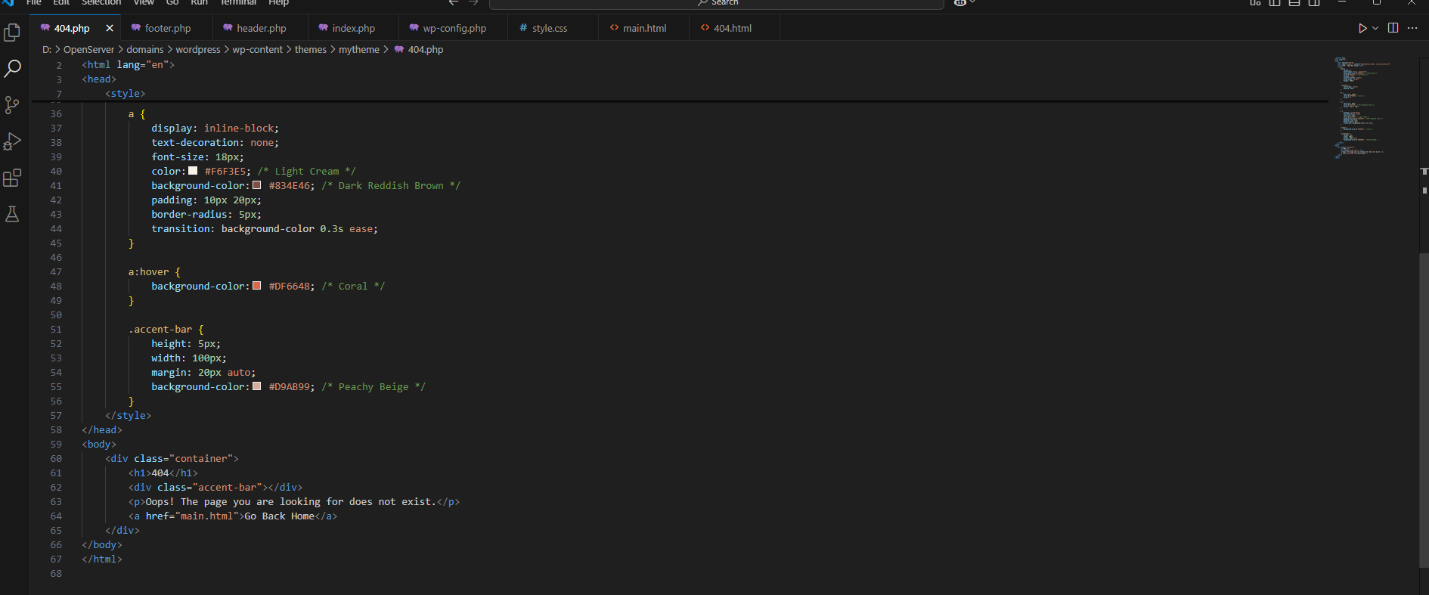 File Edit Selection View Go Run Terminal Help
Search
404.php footer.php header.php index.php wp-config.php style.css main.html 404.html
D: > OpenServer > domains > wordpress > wp-content > themes > mytheme > 404.php
2 <html lang="en">
3 <head>
7 <style>
36 a {
37 display: inline-block;
38 text-decoration: none;
39 font-size: 18px;
40 color: #F6F3E5; /* Light Cream */
41 background-color: #834E46; /* Dark Reddish Brown */
42 padding: 10px 20px;
43 border-radius: 5px;
44 transition: background-color 0.3s ease;
45 }
46
47 a:hover {
48 background-color: #DF6648; /* Coral */
49 }
50
51 .accent-bar {
52 height: 5px;
53 width: 100px;
54 margin: 20px auto;
55 background-color: #D9AB99; /* Peachy Beige */
56 }
57 </style>
58 </head>
59 <body>
60 <div class="container">
61 <h1>404</h1>
62 <div class="accent-bar"></div>
63 <p>Oops! The page you are looking for does not exist.</p>
64 <a href="main.html">Go Back Home</a>
65 </div>
66 </body>
67 </html>
68